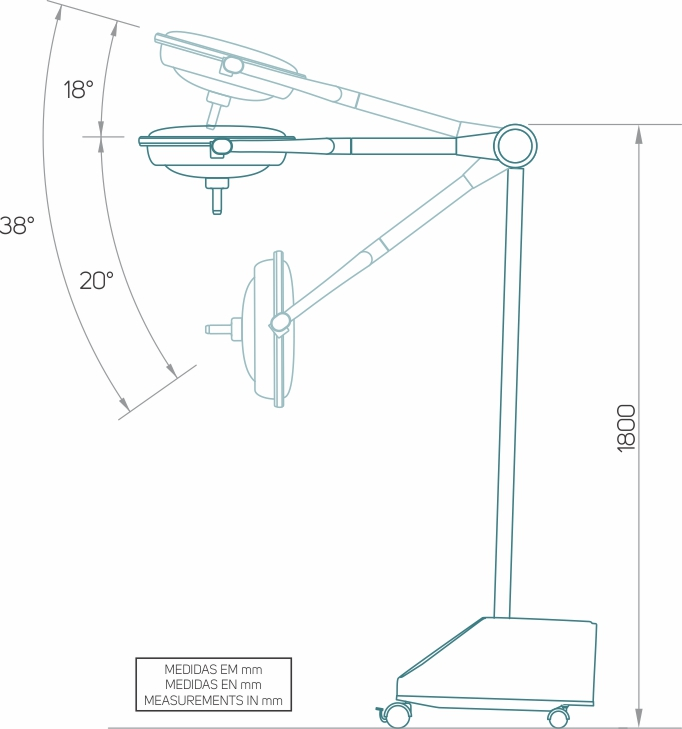 18°
38°
20°
1800
MEDIDAS EM mm
MEDIDAS EN mm
MEASUREMENTS IN mm